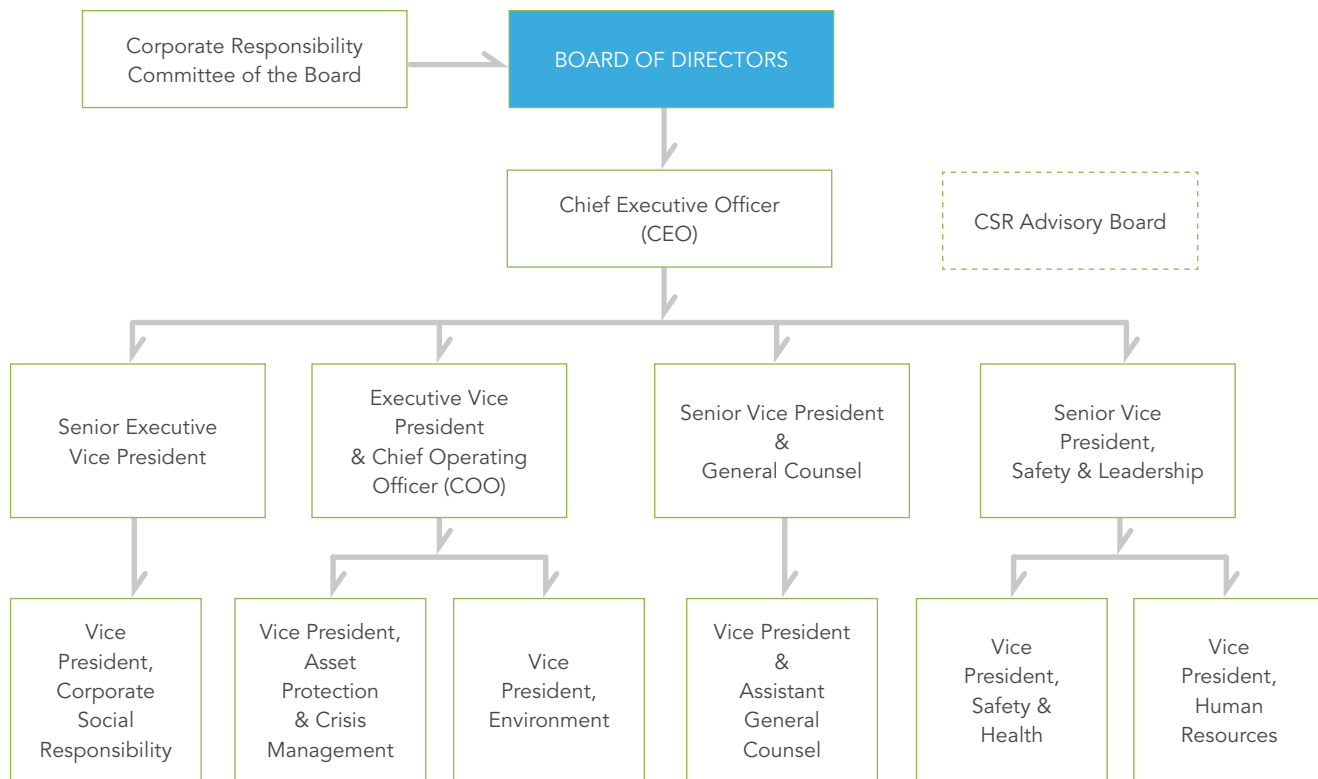 Corporate Responsibility
Committee of the Board
BOARD OF DIRECTORS
Chief Executive Officer
(CEO)
CSR Advisory Board
Senior Executive
Vice President
Executive Vice
President
& Chief Operating
Officer (COO)
Senior Vice President
&
General Counsel
Senior Vice
President,
Safety & Leadership
Vice
President,
Corporate
Social
Responsibility
Vice President,
Asset
Protection
& Crisis
Management
Vice
President,
Environment
Vice President
&
Assistant
General
Counsel
Vice
President,
Safety &
Health
Vice
President,
Human
Resources